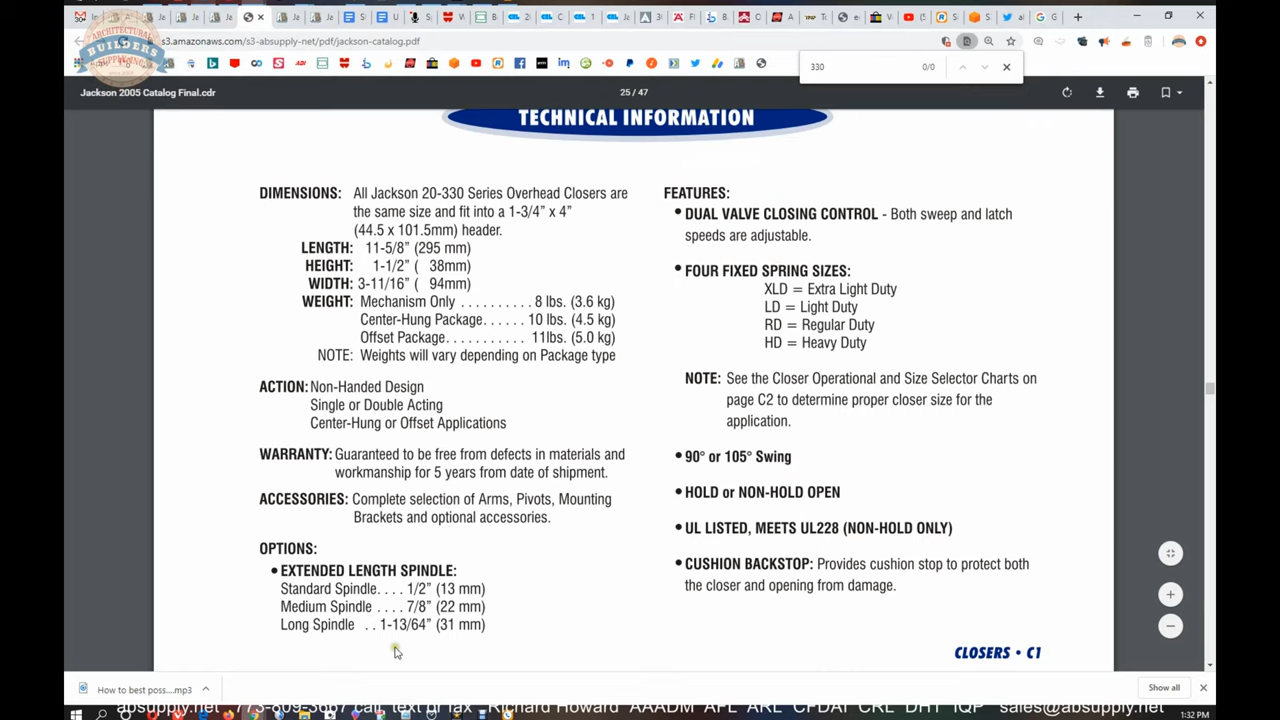 s3.amazonaws.com/s3-absupply-net/pdf/jackson-catalog.pdf
ARCHITECTURAL
BUILDERS
SUPPLY INC.
330
0/0
Jackson 2005 Catalog Final.cdr
25 / 47
TECHNICAL INFORMATION
DIMENSIONS: All Jackson 20-330 Series Overhead Closers are
the same size and fit into a 1-3/4” x 4”
(44.5 x 101.5mm) header.
LENGTH: 11-5/8” (295 mm)
HEIGHT: 1-1/2” ( 38mm)
WIDTH: 3-11/16” ( 94mm)
WEIGHT: Mechanism Only . . . . . . . . . . 8 lbs. (3.6 kg)
Center-Hung Package. . . . . . 10 lbs. (4.5 kg)
Offset Package. . . . . . . . . . . 11lbs. (5.0 kg)
NOTE: Weights will vary depending on Package type
ACTION: Non-Handed Design
Single or Double Acting
Center-Hung or Offset Applications
WARRANTY: Guaranteed to be free from defects in materials and
workmanship for 5 years from date of shipment.
ACCESSORIES: Complete selection of Arms, Pivots, Mounting
Brackets and optional accessories.
OPTIONS:
• EXTENDED LENGTH SPINDLE:
Standard Spindle. . . . 1/2” (13 mm)
Medium Spindle . . . . 7/8” (22 mm)
Long Spindle . . 1-13/64” (31 mm)
FEATURES:
• DUAL VALVE CLOSING CONTROL - Both sweep and latch
speeds are adjustable.
• FOUR FIXED SPRING SIZES:
XLD = Extra Light Duty
LD = Light Duty
RD = Regular Duty
HD = Heavy Duty
NOTE: See the Closer Operational and Size Selector Charts on
page C2 to determine proper closer size for the
application.
• 90° or 105° Swing
• HOLD or NON-HOLD OPEN
• UL LISTED, MEETS UL228 (NON-HOLD ONLY)
• CUSHION BACKSTOP: Provides cushion stop to protect both
the closer and opening from damage.
CLOSERS • C1
How to best poss....mp3
Show all
absupply.net 773-809-3667 call, text or fax Richard Howard AAADM AFL ARL CFDAI CRL DHT IQP sales@absupply.net
1:32 PM